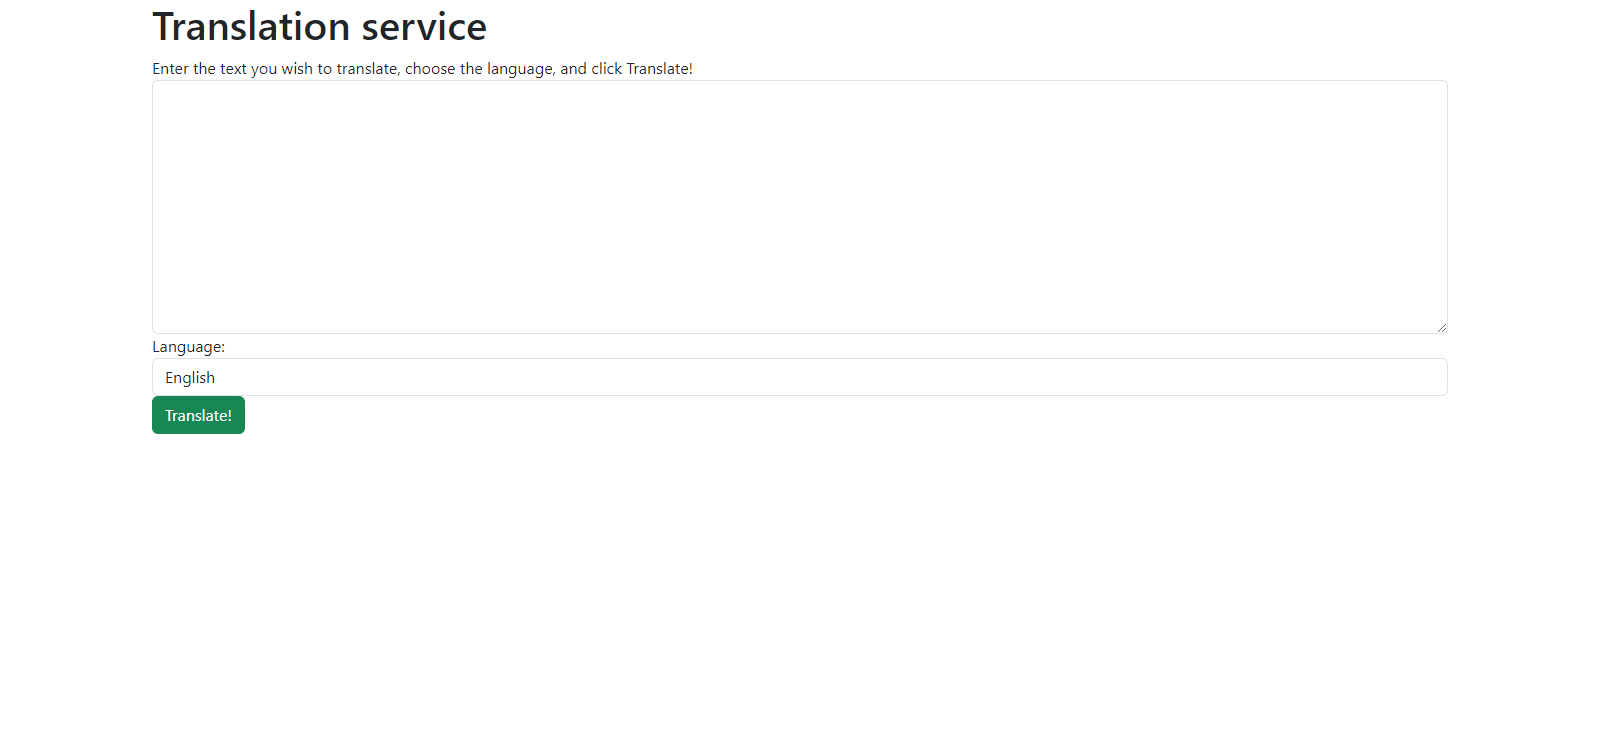 Translation service
Enter the text you wish to translate, choose the language, and click Translate!
Language:
English
Translate!